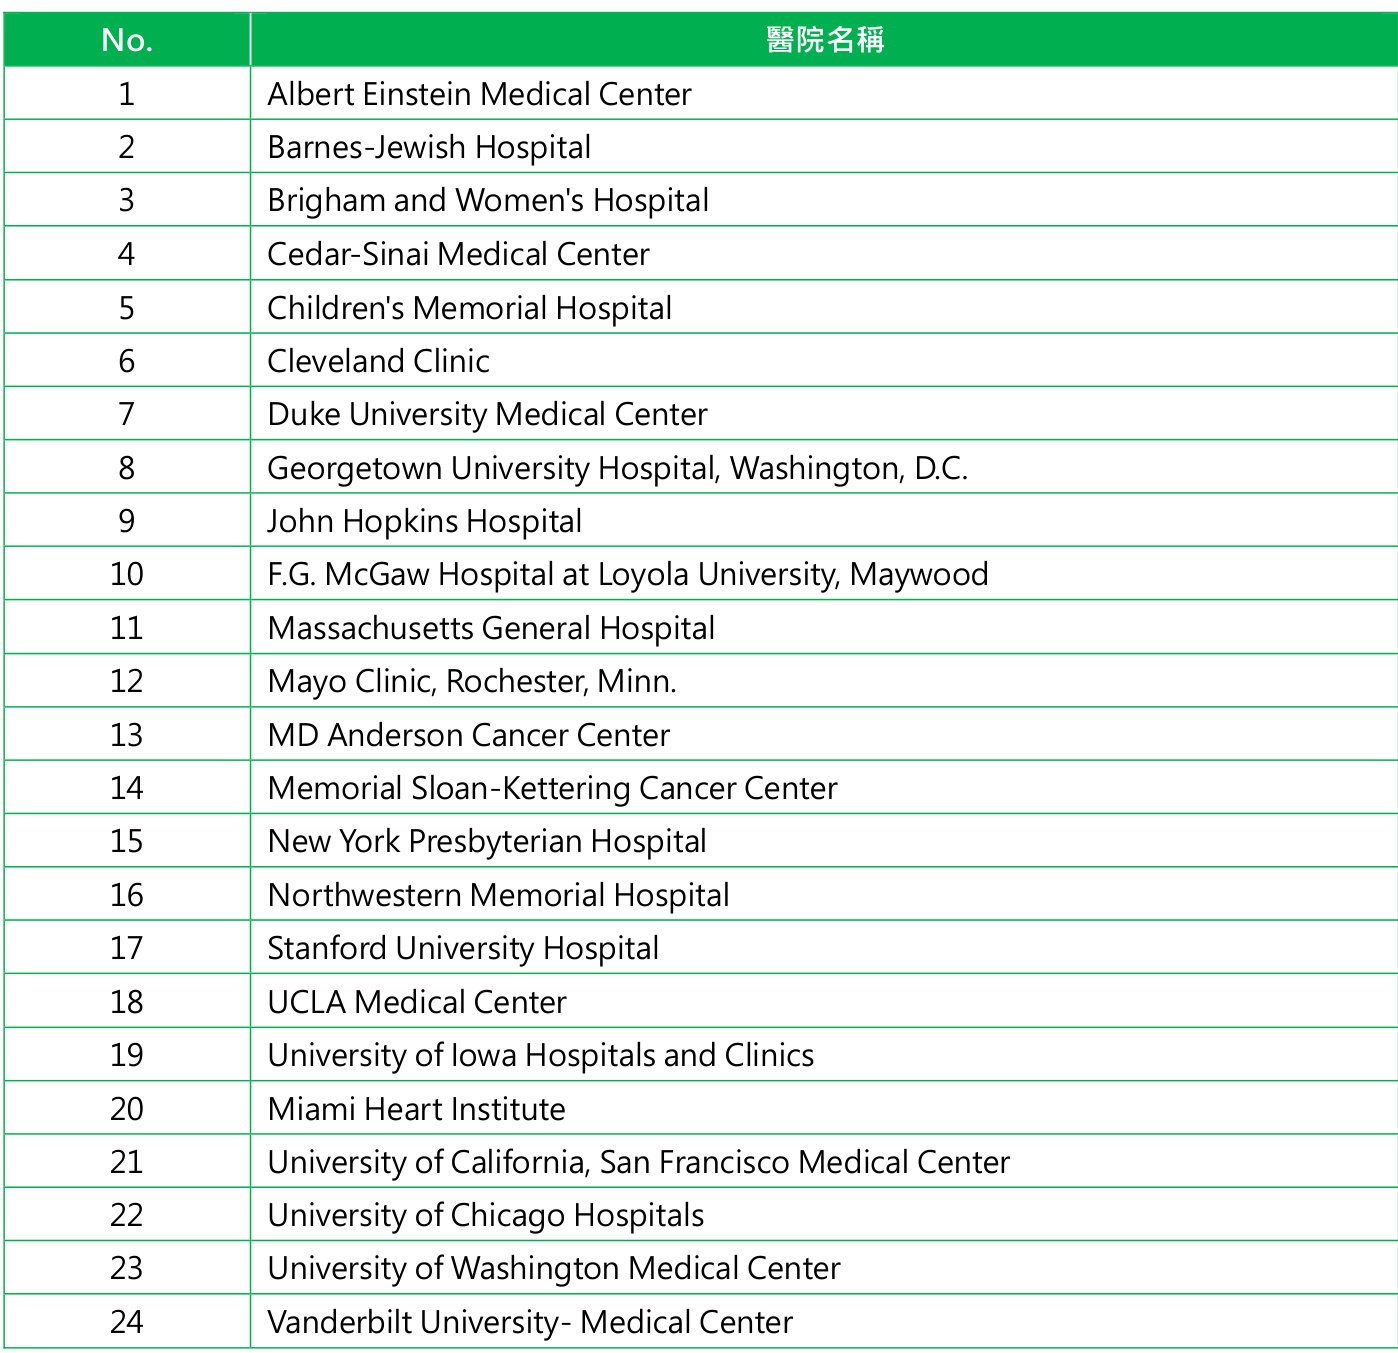 No. 醫院名稱
1 Albert Einstein Medical Center
2 Barnes-Jewish Hospital
3 Brigham and Women's Hospital
4 Cedar-Sinai Medical Center
5 Children's Memorial Hospital
6 Cleveland Clinic
7 Duke University Medical Center
8 Georgetown University Hospital, Washington, D.C.
9 John Hopkins Hospital
10 F.G. McGaw Hospital at Loyola University, Maywood
11 Massachusetts General Hospital
12 Mayo Clinic, Rochester, Minn.
13 MD Anderson Cancer Center
14 Memorial Sloan-Kettering Cancer Center
15 New York Presbyterian Hospital
16 Northwestern Memorial Hospital
17 Stanford University Hospital
18 UCLA Medical Center
19 University of Iowa Hospitals and Clinics
20 Miami Heart Institute
21 University of California, San Francisco Medical Center
22 University of Chicago Hospitals
23 University of Washington Medical Center
24 Vanderbilt University- Medical Center